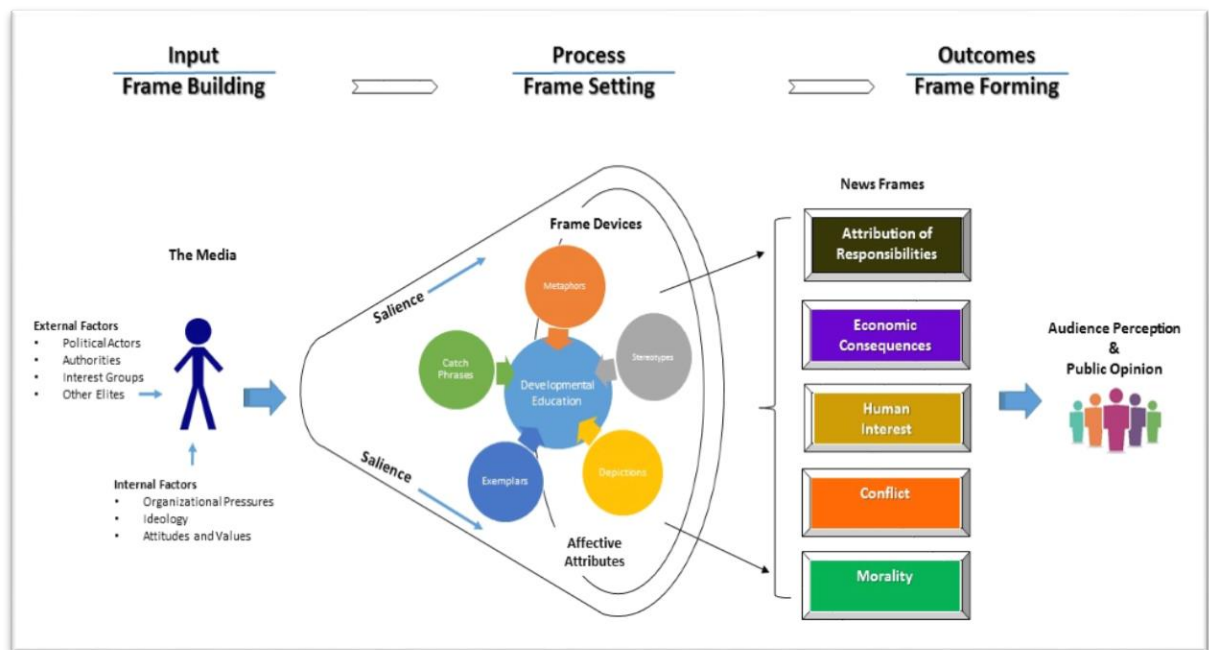 Input
Frame Building
Process
Frame Setting
Outcomes
Frame Forming
The Media
External Factors
• Political Actors
• Authorities
• Interest Groups
• Other Elites
Internal Factors
• Organizational Pressures
• Ideology
• Attitudes and Values
Salience
Salience
Frame Devices
Metaphors
Stereotypes
Catch
Phrases
Developmental
Education
Exemplars
Depictions
Affective
Attributes
News Frames
Attribution of
Responsibilities
Economic
Consequences
Human
Interest
Conflict
Morality
Audience Perception
&
Public Opinion